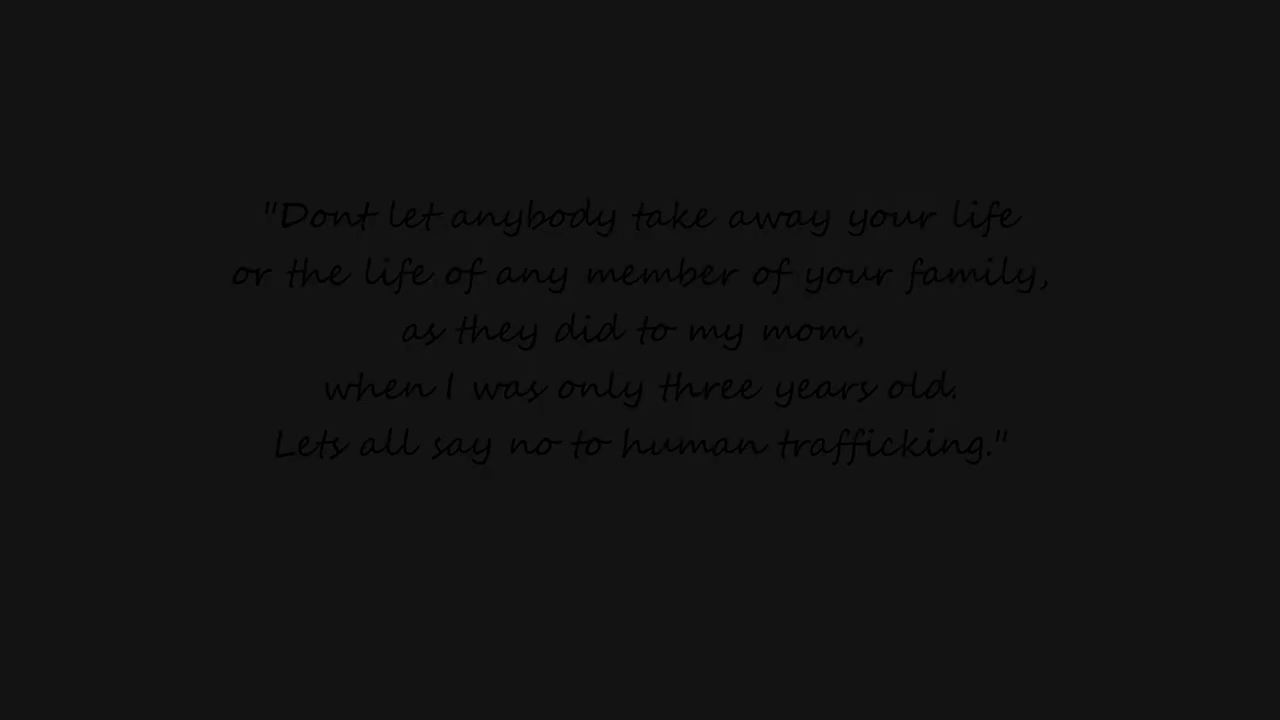 "Dont let anybody take away your life
or the life of any member of your family,
as they did to my mom,
when I was only three years old.
Lets all say no to human trafficking."